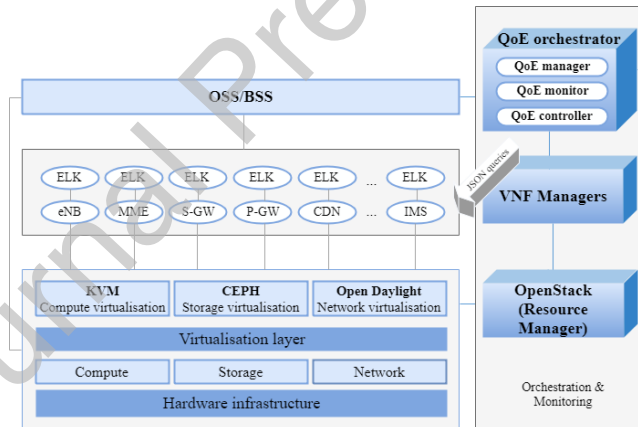 QoE orchestrator
QoE manager
QoE monitor
QoE controller
OSS/BSS
JSON queries
ELK ELK ELK ELK ELK ... ELK
eNB MME S-GW P-GW CDN ... IMS
VNF Managers
KVM
Compute virtualisation
CEPH
Storage virtualisation
Open Daylight
Network virtualisation
OpenStack
(Resource
Manager)
Virtualisation layer
Compute Storage Network
Hardware infrastructure
Orchestration &
Monitoring
urnal Pre